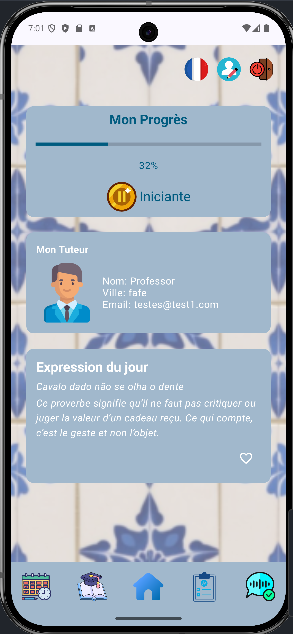 7:01
Mon Progrès
32%
Iniciante
Mon Tuteur
Nom: Professor
Ville: fafe
Email: testes@test1.com
Expression du jour
Cavalo dado não se olha o dente
Ce proverbe signifie qu'il ne faut pas critiquer ou
juger la valeur d'un cadeau reçu. Ce qui compte,
c'est le geste et non l'objet.